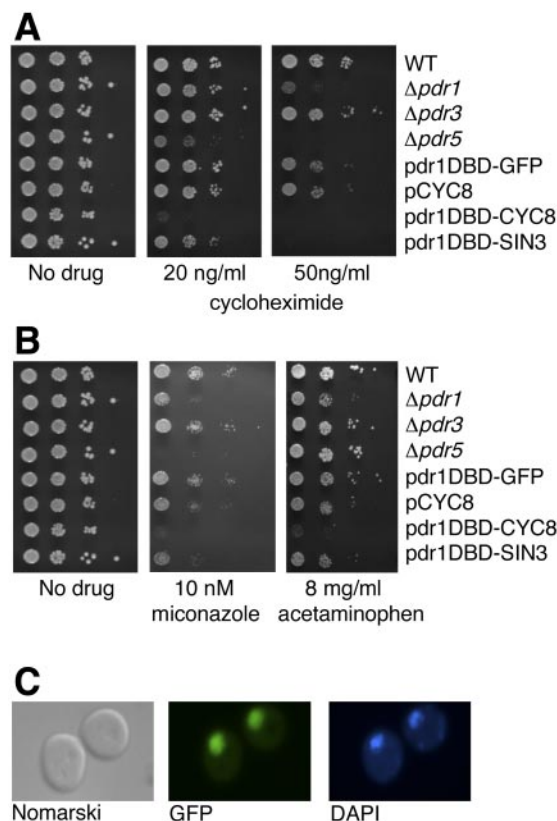 A
WT
Δpdr1
Δpdr3
Δpdr5
pdr1DBD-GFP
pCYC8
pdr1DBD-CYC8
pdr1DBD-SIN3
No drug
20 ng/ml
50ng/ml
cycloheximide
B
WT
Δpdr1
Δpdr3
Δpdr5
pdr1DBD-GFP
pCYC8
pdr1DBD-CYC8
pdr1DBD-SIN3
No drug
10 nM
miconazole
8 mg/ml
acetaminophen
C
Nomarski
GFP
DAPI